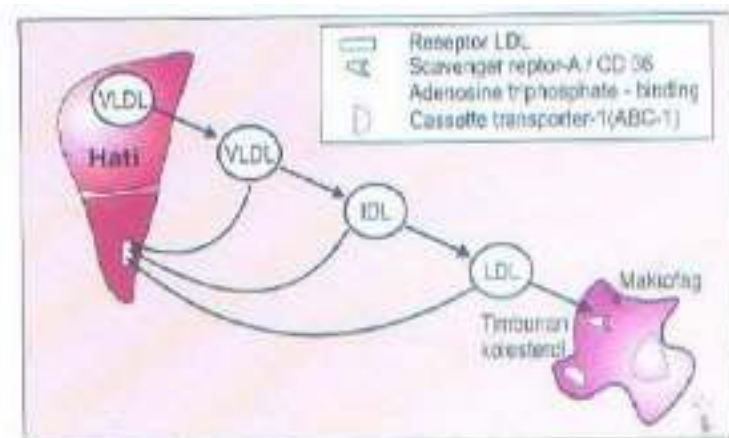 Reseptor LDL
Scavenger reptor-A / CD 36
Adenosine triphosphate - binding
Cassette transporter-1(ABC-1)
VLDL
Hati
VLDL
IDL
LDL
Makrofag
Timbunan
kolesterol